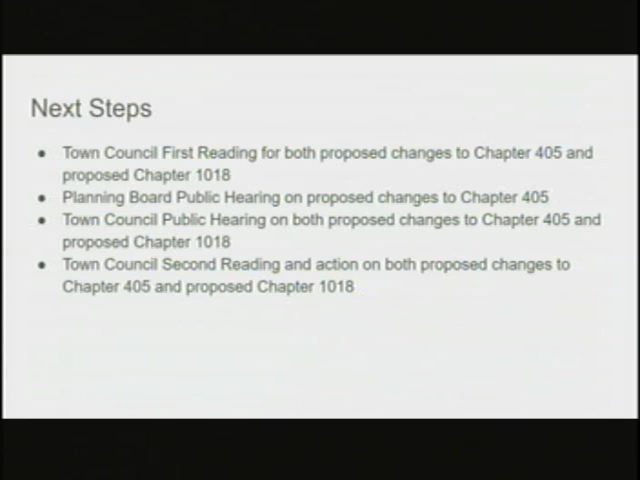 Next Steps
● Town Council First Reading for both proposed changes to Chapter 405 and
proposed Chapter 1018
● Planning Board Public Hearing on proposed changes to Chapter 405
● Town Council Public Hearing on both proposed changes to Chapter 405 and
proposed Chapter 1018
● Town Council Second Reading and action on both proposed changes to
Chapter 405 and proposed Chapter 1018